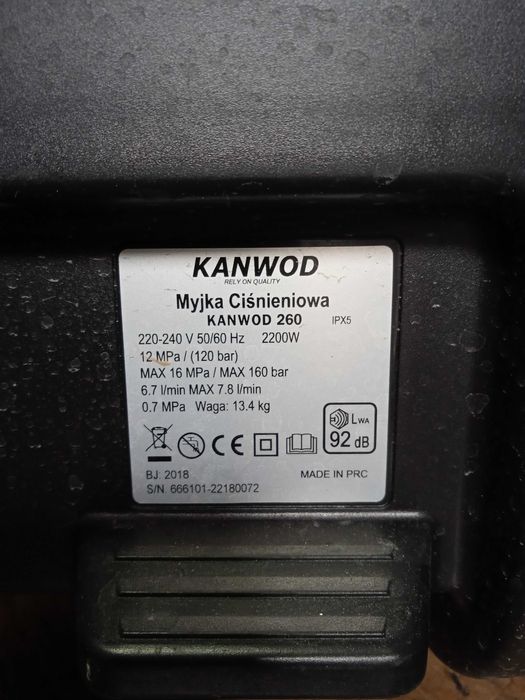 KANWOD
RELY ON QUALITY
Myjka Ciśnieniowa
KANWOD 260 IPX5
220-240 V 50/60 Hz 2200W
12 MPa / (120 bar)
MAX 16 MPa / MAX 160 bar
6.7 l/min MAX 7.8 l/min
0.7 MPa Waga: 13.4 kg
LWA
92 dB
CE
BJ. 2018 MADE IN PRC
S/N. 666101-22180072